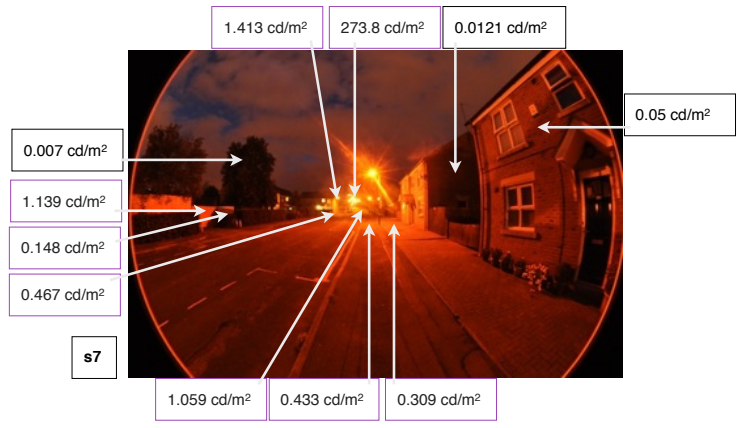 1.413 cd/m²
273.8 cd/m²
0.0121 cd/m²
0.05 cd/m²
0.007 cd/m²
1.139 cd/m²
0.148 cd/m²
0.467 cd/m²
s7
1.059 cd/m²
0.433 cd/m²
0.309 cd/m²